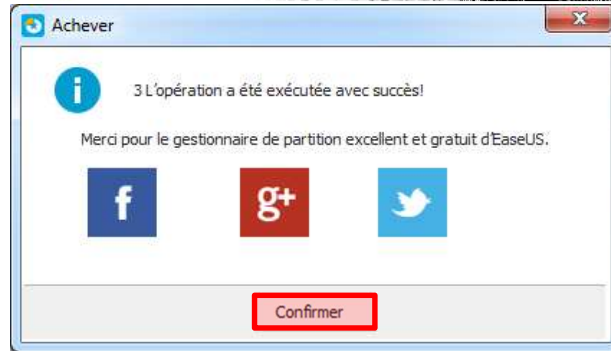 Achever
3 L'opération a été exécutée avec succès!
Merci pour le gestionnaire de partition excellent et gratuit d'EaseUS.
f g+
Confirmer